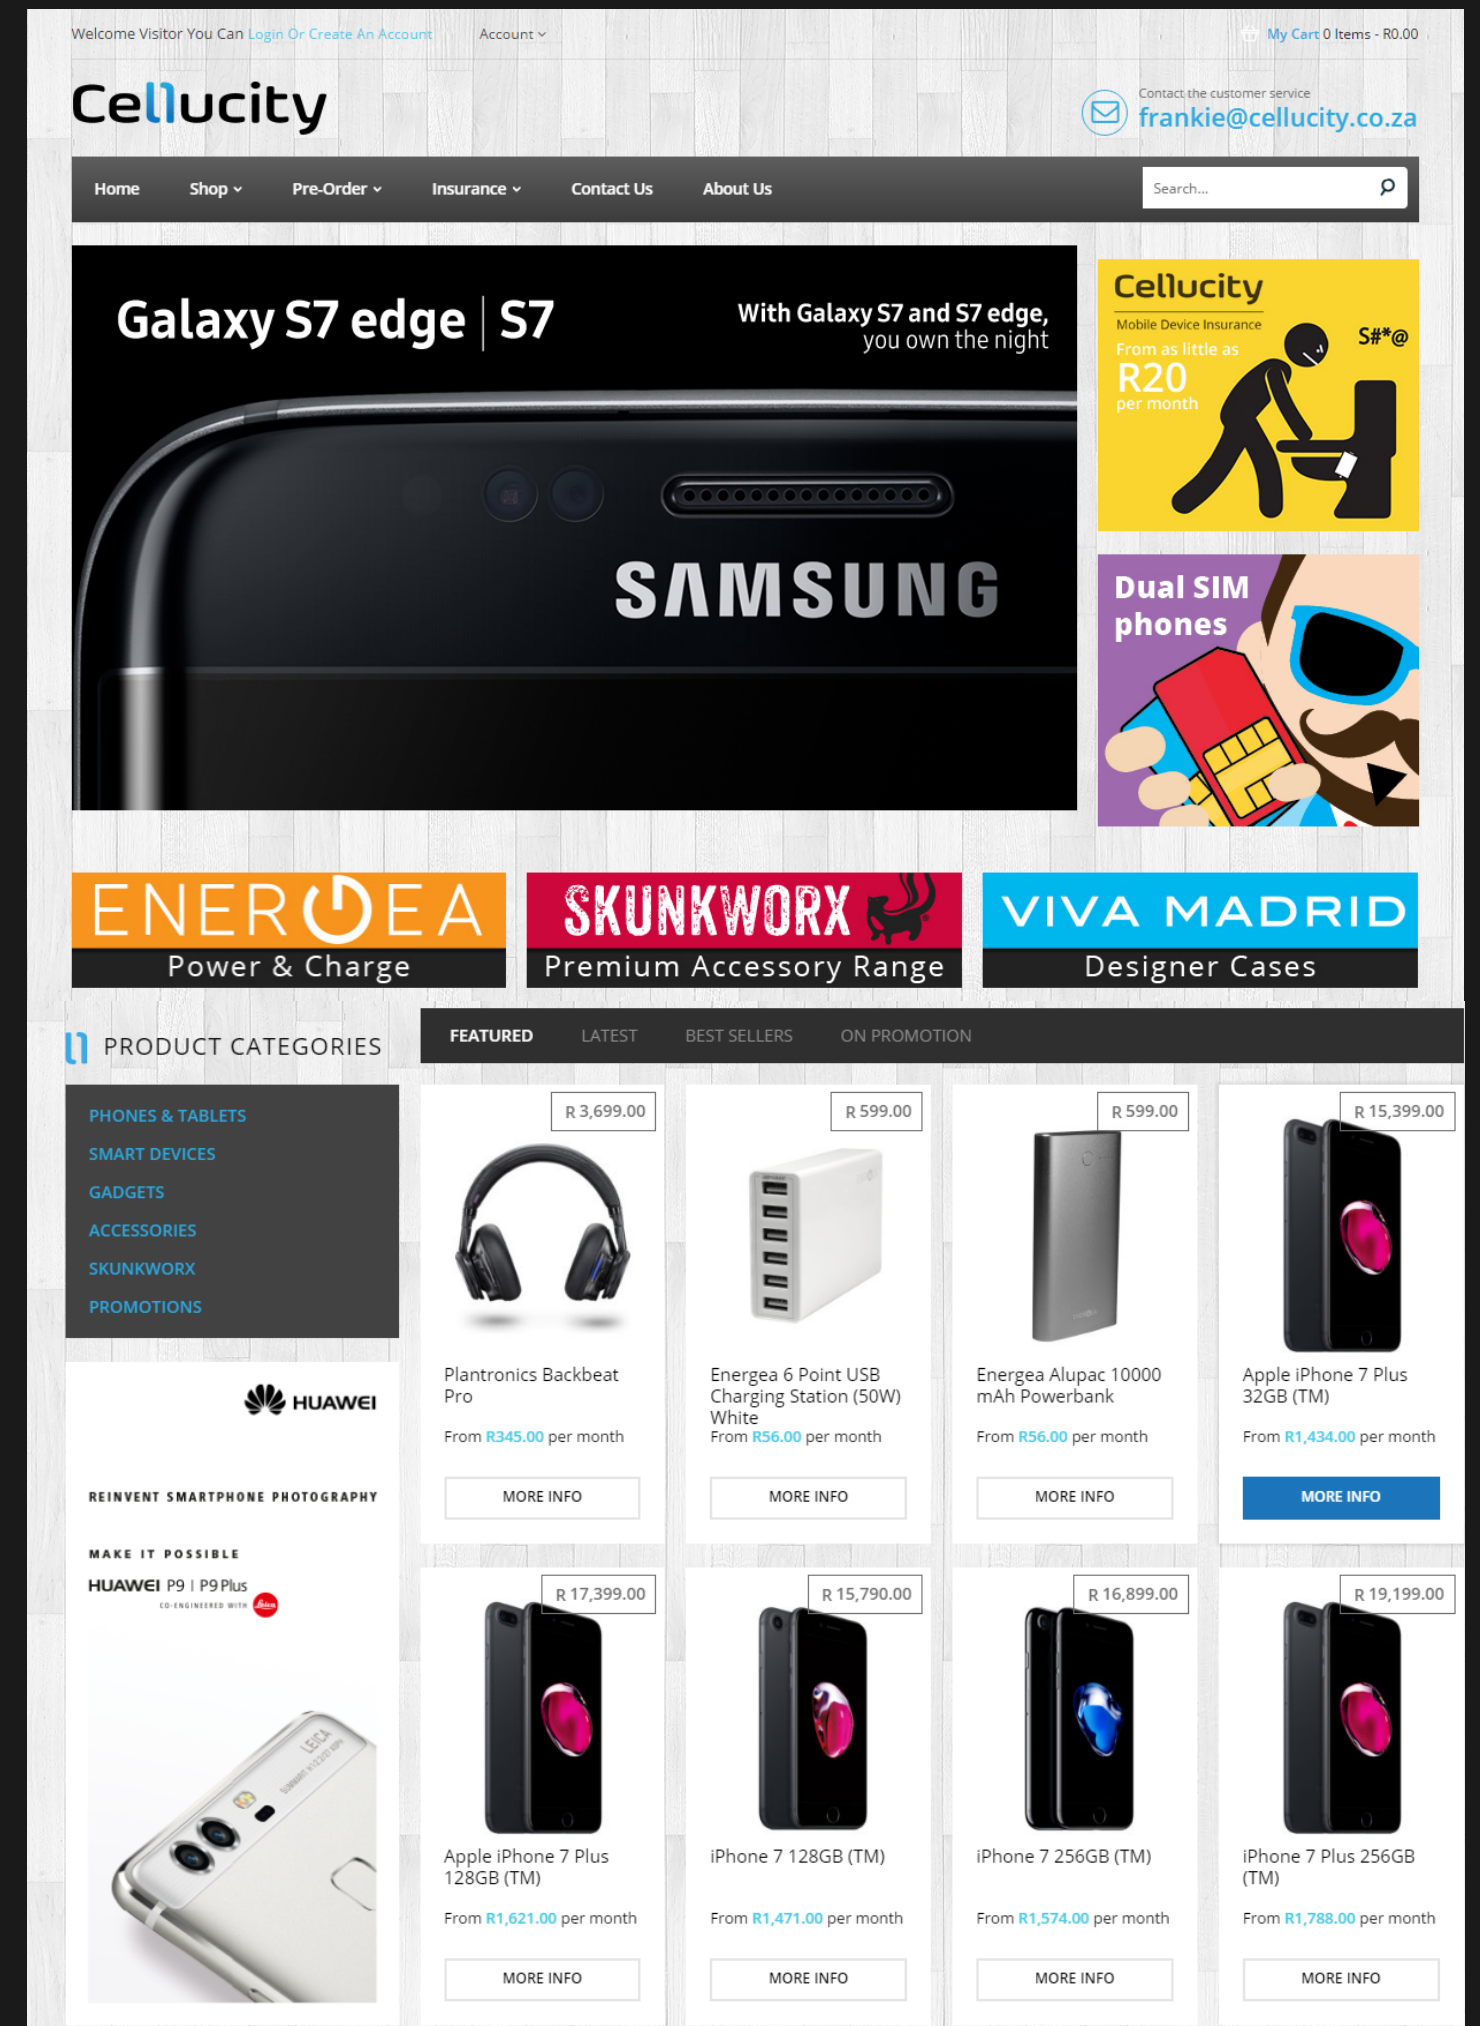 Welcome Visitor You Can Login Or Create An Account
Account
My Cart 0 Items - R0.00
Cellucity
Contact the customer service
frankie@cellucity.co.za
Home
Shop
Pre-Order
Insurance
Contact Us
About Us
Search...
Galaxy S7 edge | S7
With Galaxy S7 and S7 edge,
you own the night
SAMSUNG
Cellucity
Mobile Device Insurance
From as little as
R20
per month
S#*@
Dual SIM
phones
ENERGEA
Power & Charge
SKUNKWORX
Premium Accessory Range
VIVA MADRID
Designer Cases
PRODUCT CATEGORIES
PHONES & TABLETS
SMART DEVICES
GADGETS
ACCESSORIES
SKUNKWORX
PROMOTIONS
HUAWEI
REINVENT SMARTPHONE PHOTOGRAPHY
MAKE IT POSSIBLE
HUAWEI P9 | P9 Plus
CO-ENGINEERED WITH Leica
LEICA
FEATURED
LATEST
BEST SELLERS
ON PROMOTION
R 3,699.00
Plantronics Backbeat
Pro
From R345.00 per month
MORE INFO
R 599.00
Energea 6 Point USB
Charging Station (50W)
White
From R56.00 per month
MORE INFO
R 599.00
Energea Alupac 10000
mAh Powerbank
From R56.00 per month
MORE INFO
R 15,399.00
Apple iPhone 7 Plus
32GB (TM)
From R1,434.00 per month
MORE INFO
R 17,399.00
Apple iPhone 7 Plus
128GB (TM)
From R1,621.00 per month
MORE INFO
R 15,790.00
iPhone 7 128GB (TM)
From R1,471.00 per month
MORE INFO
R 16,899.00
iPhone 7 256GB (TM)
From R1,574.00 per month
MORE INFO
R 19,199.00
iPhone 7 Plus 256GB
(TM)
From R1,788.00 per month
MORE INFO